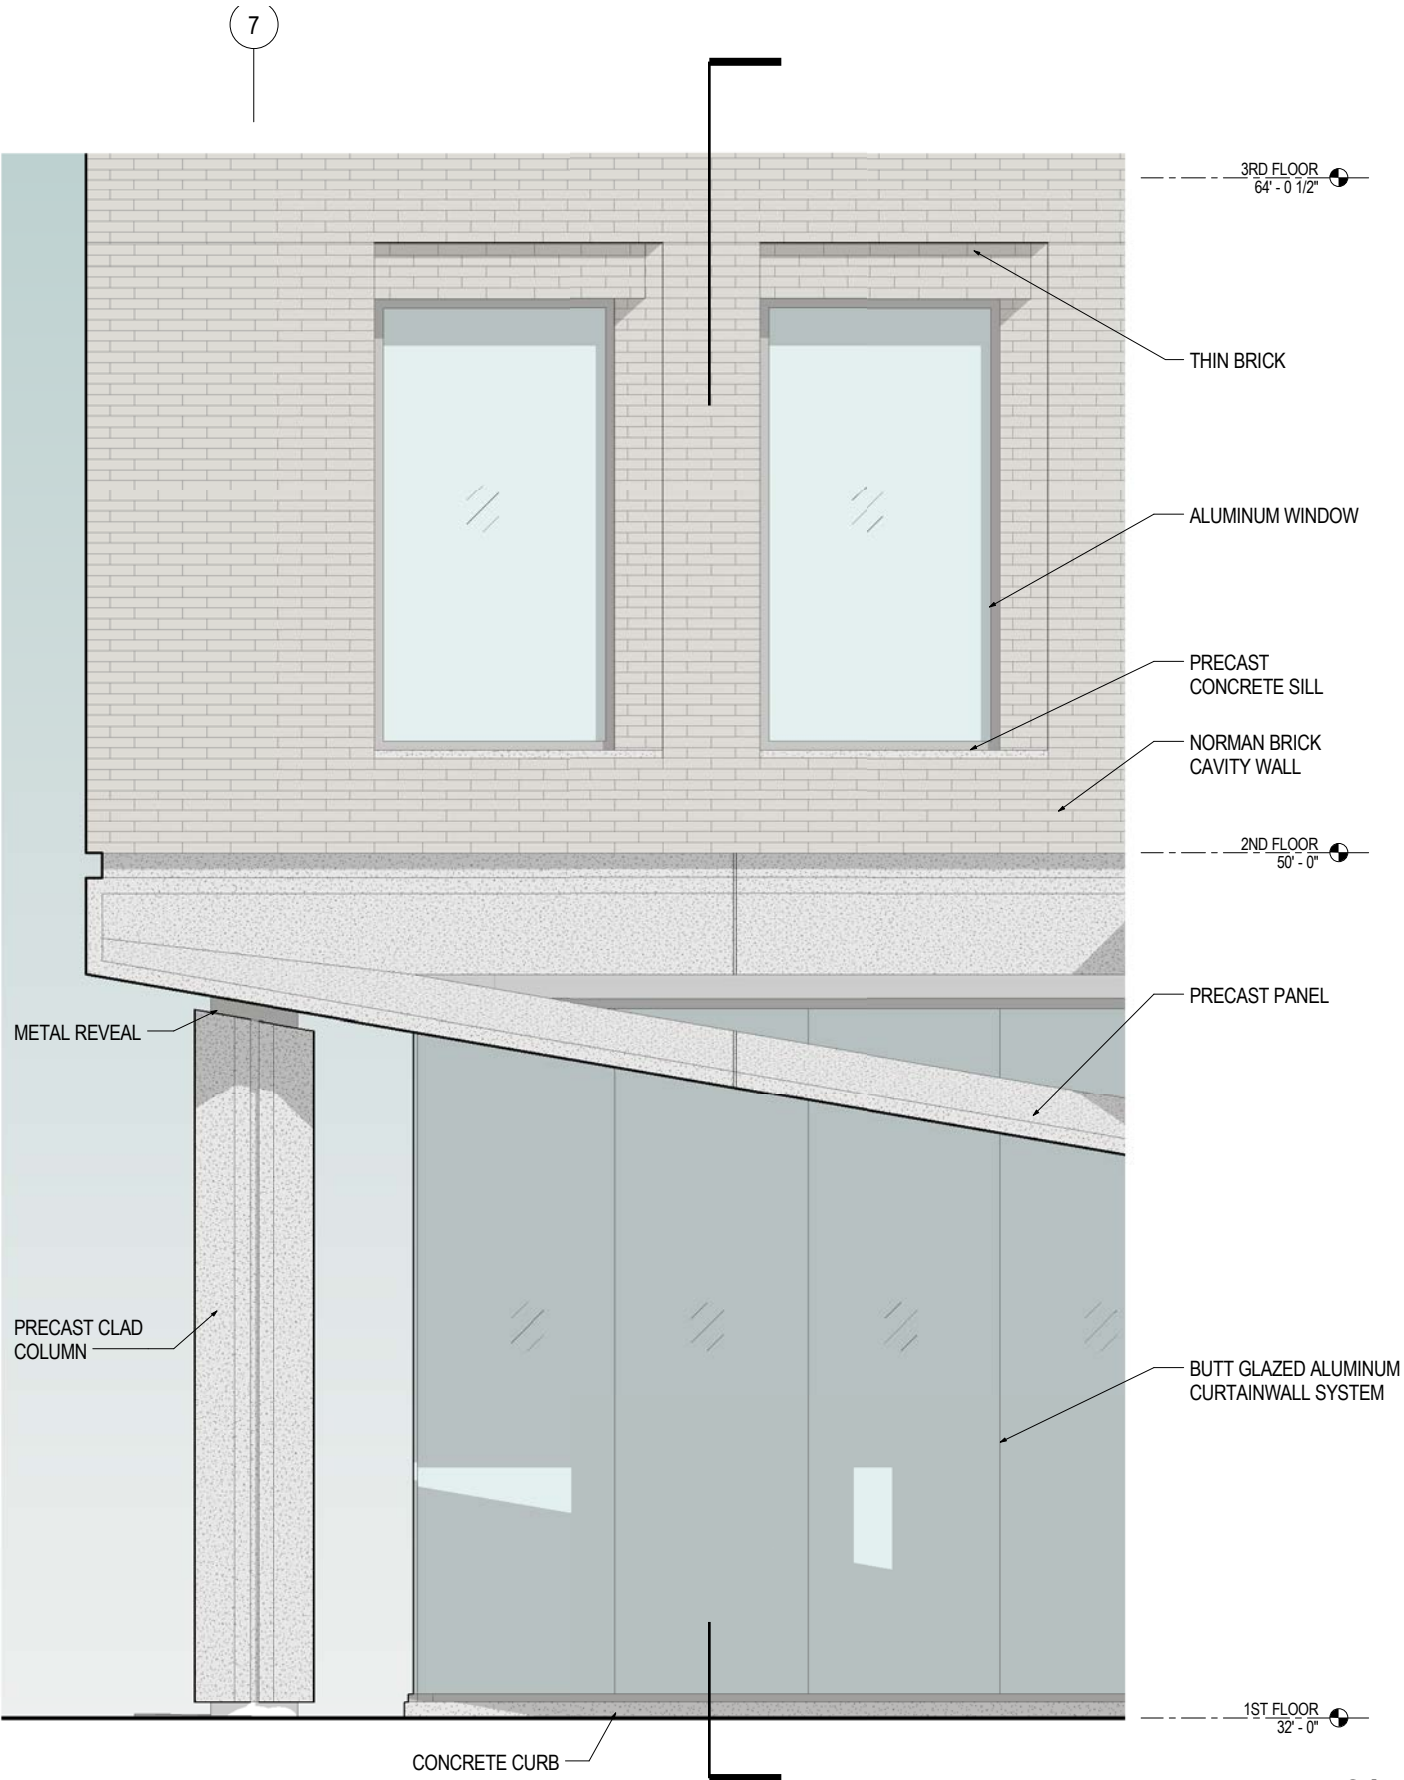 7
3RD FLOOR
64' - 0 1/2"
THIN BRICK
ALUMINUM WINDOW
PRECAST
CONCRETE SILL
NORMAN BRICK
CAVITY WALL
2ND FLOOR
50' - 0"
PRECAST PANEL
METAL REVEAL
PRECAST CLAD
COLUMN
BUTT GLAZED ALUMINUM
CURTAINWALL SYSTEM
1ST FLOOR
32' - 0"
CONCRETE CURB